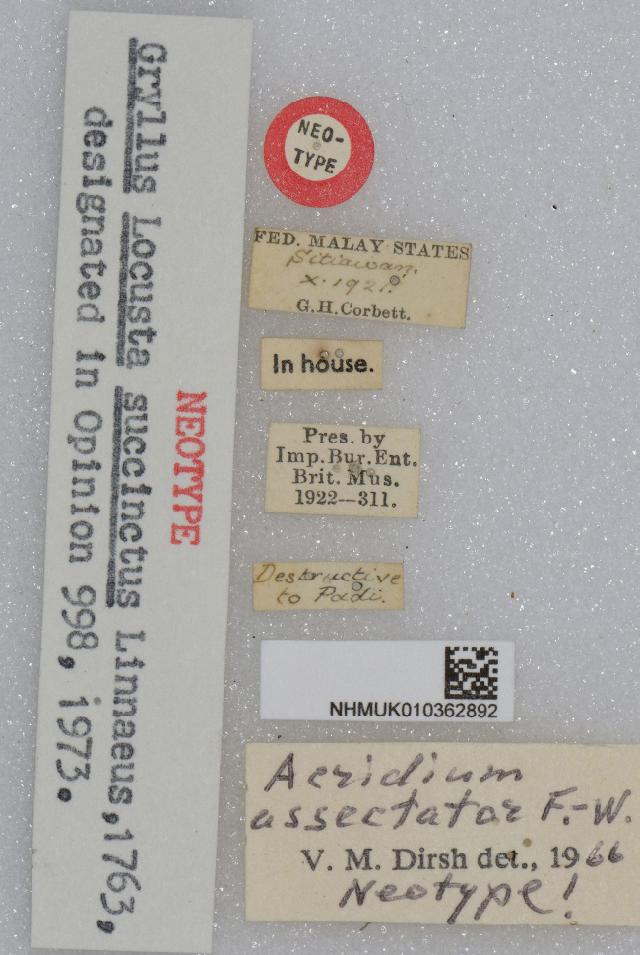 Gryllus Locusta succinctus Linnaeus, 1763,
designated in Opinion 998, 1973.
NEOTYPE
NEO-
TYPE
FED. MALAY STATES
Sitiawan.
X. 1921.
G.H.Corbett.
In house.
Pres. by
Imp. Bur. Ent.
Brit. Mus.
1922—311.
Destructive
to Padi.
NHMUK010362892
Acridium
assectator F.-W.
V. M. Dirsh det., 1966
Neotype!